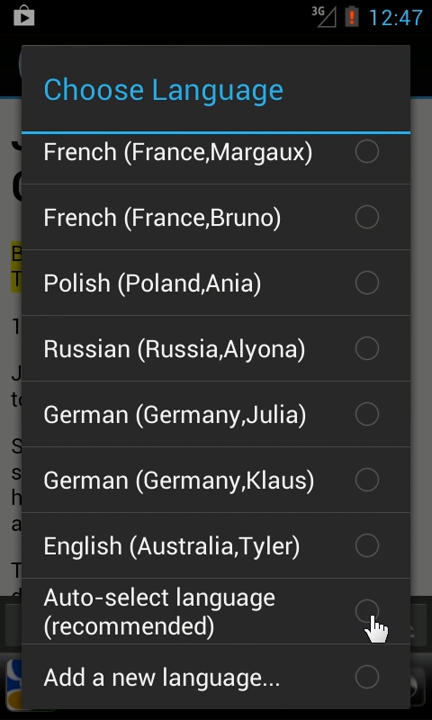 3G
12:47
Choose Language
French (France,Margaux)
French (France,Bruno)
Polish (Poland,Ania)
Russian (Russia,Alyona)
German (Germany,Julia)
German (Germany,Klaus)
English (Australia,Tyler)
Auto-select language
(recommended)
Add a new language...